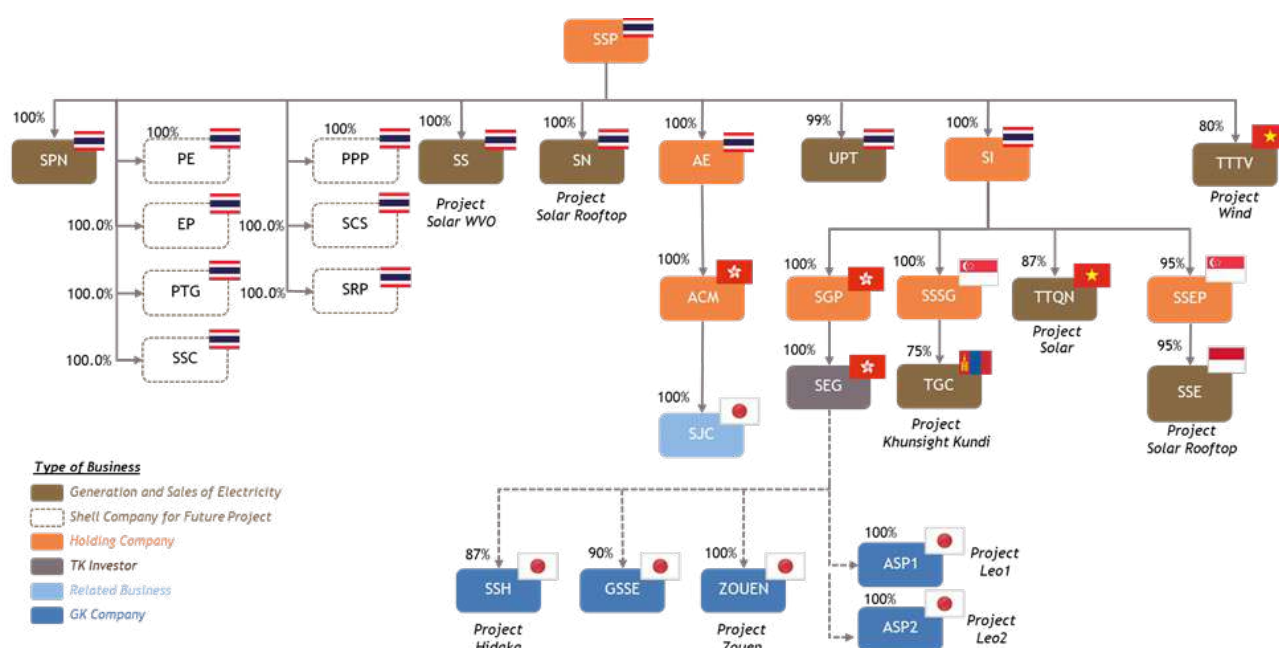 SSP
100%
SPN
100%
PE
100.0%
EP
100.0%
PTG
100.0%
SSC
100%
PPP
100.0%
SCS
100.0%
SRP
100%
SS
Project
Solar WVO
100%
SN
Project
Solar Rooftop
100%
AE
100%
ACM
100%
SJC
99%
UPT
100%
SI
80%
TTTV
Project
Wind
100%
SGP
100%
SEG
100%
SSSG
75%
TGC
Project
Khunsight Kundi
87%
TTQN
Project
Solar
95%
SSEP
95%
SSE
Project
Solar Rooftop
87%
SSH
Project
Hidaka
90%
GSSE
100%
ZOUEN
Project
Zouen
100%
ASP1
Project
Leo1
100%
ASP2
Project
Leo2
Type of Business
Generation and Sales of Electricity
Shell Company for Future Project
Holding Company
TK Investor
Related Business
GK Company